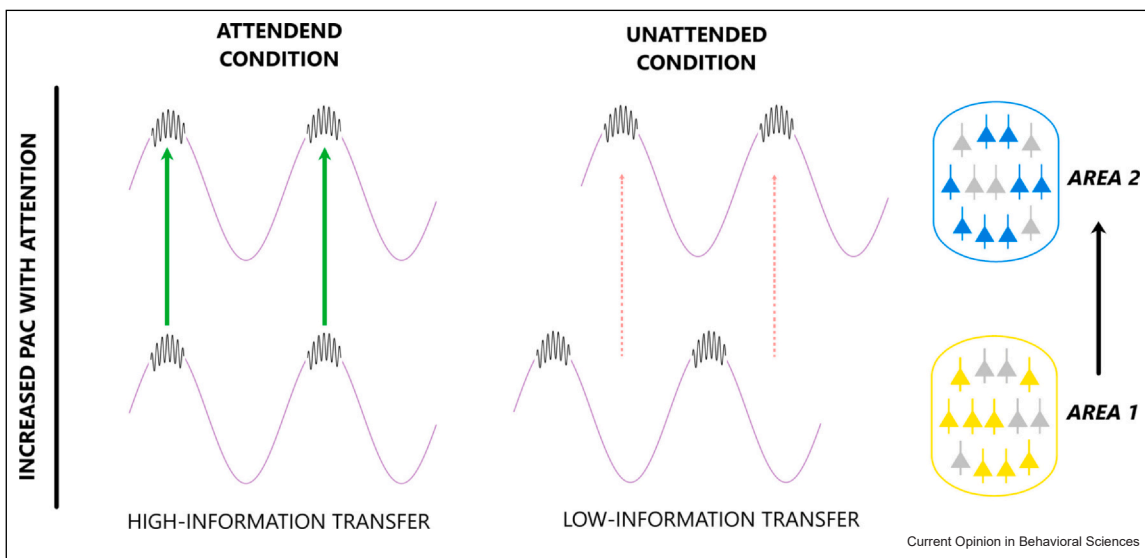 ATTENDEND
CONDITION
UNATTENDED
CONDITION
INCREASED PAC WITH ATTENTION
AREA 2
AREA 1
HIGH-INFORMATION TRANSFER
LOW-INFORMATION TRANSFER
Current Opinion in Behavioral Sciences